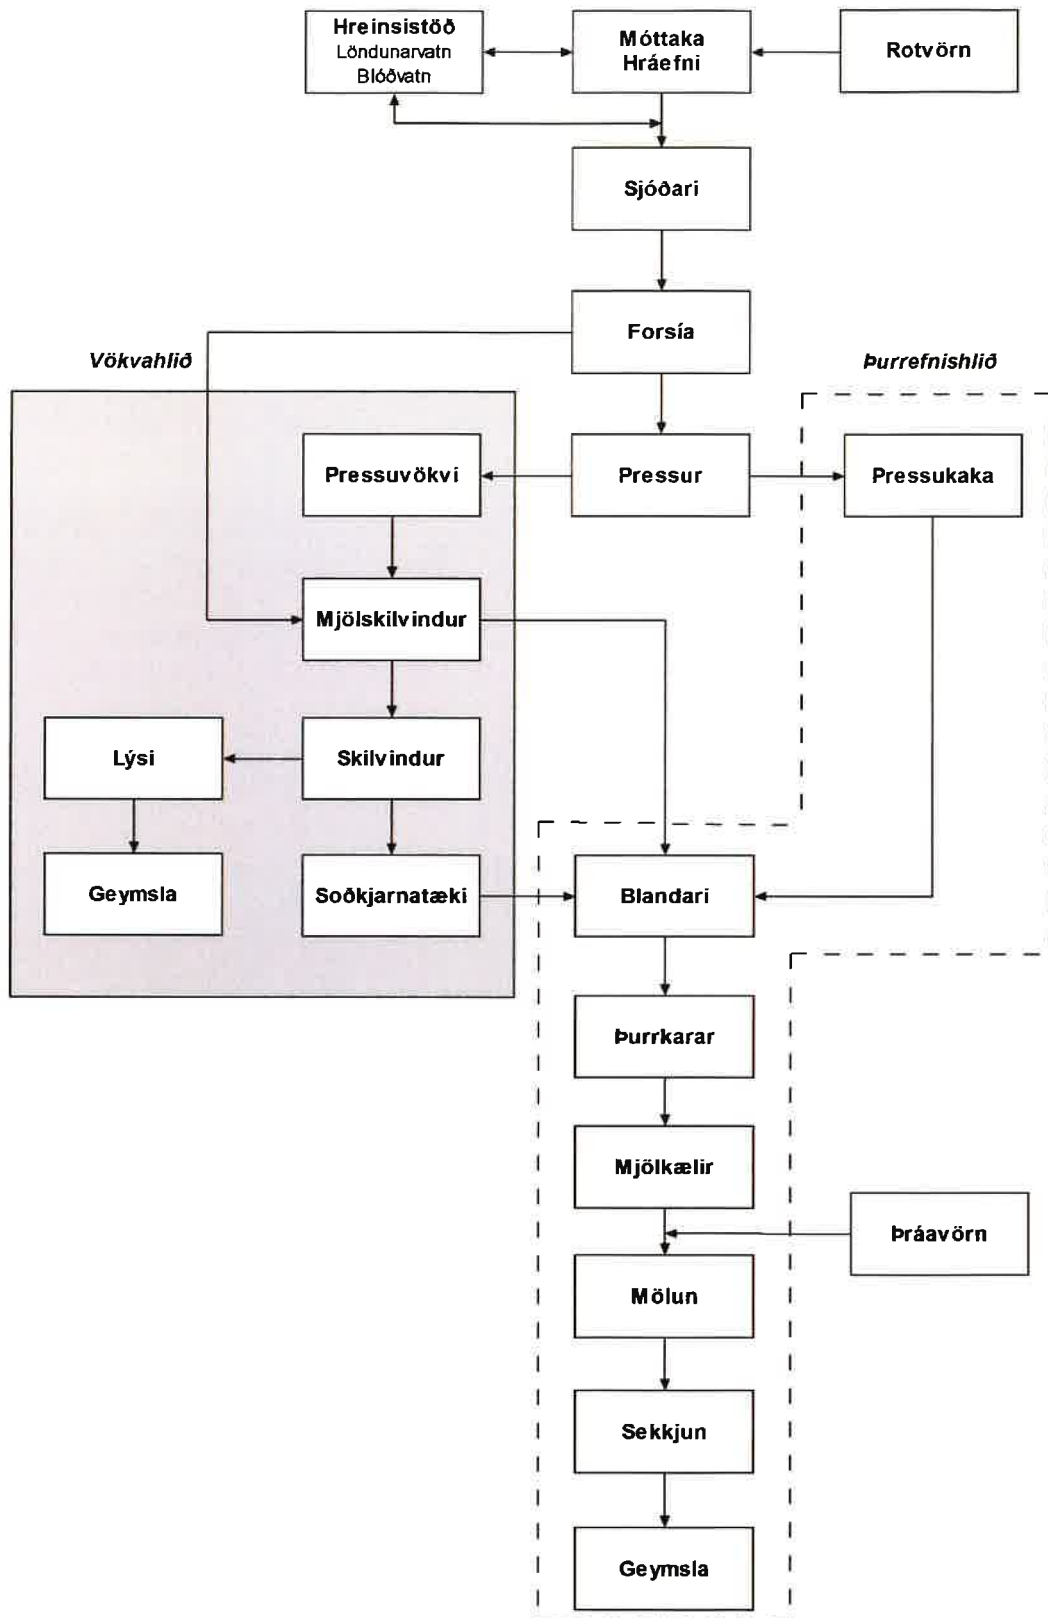 Hreinsistöð
Löndunarvatn
Blóðvatn
Móttaka
Hráefni
Rotvörn
Sjóðari
Forsía
Vökvahlið
Þurrefnishlið
Pressuvökvi
Pressur
Pressukaka
Mjölskilvindur
Lýsi
Skilvindur
Geymsla
Soðkjarnatæki
Blandari
Þurrkarar
Mjölkælir
Þráavörn
Mölun
Sekkjun
Geymsla